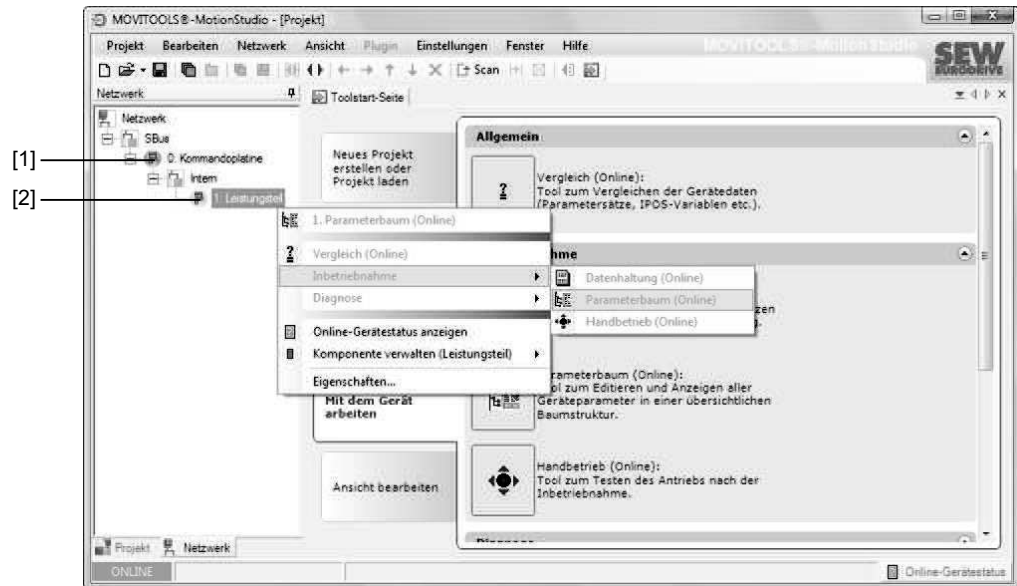 MOVITOOLS®-MotionStudio - [Projekt]
Projekt Bearbeiten Netzwerk Ansicht Plugin Einstellungen Fenster Hilfe
MOVITOOLS®-MotionStudio
SEW
EURODRIVE
Scan
Netzwerk
Toolstart-Seite
Netzwerk
SBus
[1]
0: Kommandoplatine
Intern
[2]
1: Leistungsteil
Neues Projekt
erstellen oder
Projekt laden
Allgemein
Vergleich (Online):
Tool zum Vergleichen der Gerätedaten
(Parametersätze, IPOS-Variablen etc.).
1. Parameterbaum (Online)
Vergleich (Online)
Inbetriebnahme
Diagnose
Online-Gerätestatus anzeigen
Komponente verwalten (Leistungsteil)
Eigenschaften...
hme
Datenhaltung (Online)
Parameterbaum (Online)
Handbetrieb (Online)
zen
g.
Mit dem Gerät
arbeiten
rameterbaum (Online):
ol zum Editieren und Anzeigen aller
Geräteparameter in einer übersichtlichen
Baumstruktur.
Ansicht bearbeiten
Handbetrieb (Online):
Tool zum Testen des Antriebs nach der
Inbetriebnahme.
Diagnose
Projekt Netzwerk
ONLINE
Online-Gerätestatus